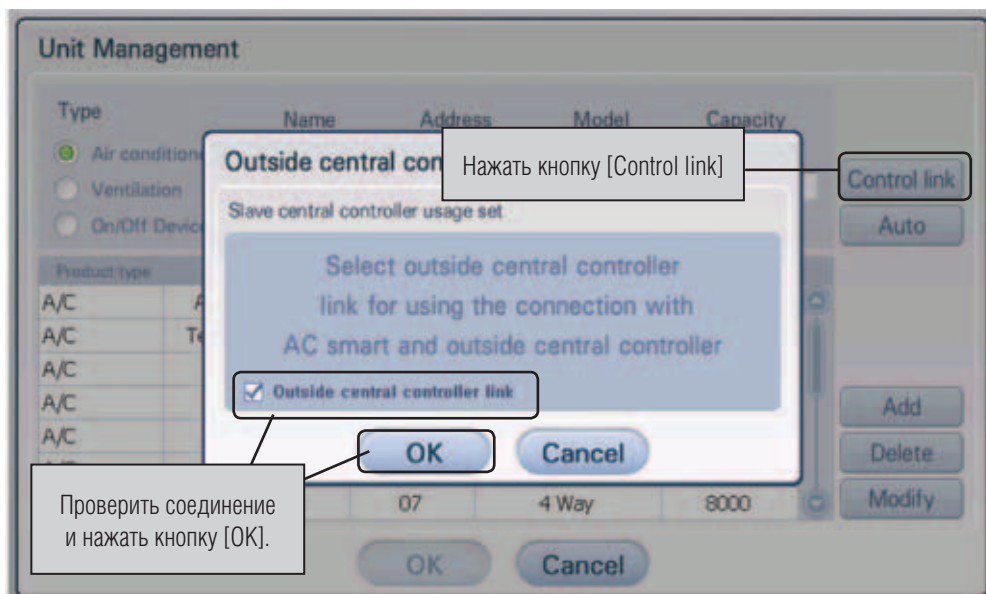 Unit Management
Type
Name Address Model Capacity
Air condition
Ventilation
On/Off Device
Нажать кнопку [Control link]
Control link
Auto
Outside central con
Slave central controller usage set
Select outside central controller
link for using the connection with
AC smart and outside central controller
Outside central controller link
OK Cancel
Product type
A/C A
A/C Te
A/C
A/C
A/C
07 4 Way 8000
Add
Delete
Modify
Проверить соединение
и нажать кнопку [OK].
OK Cancel